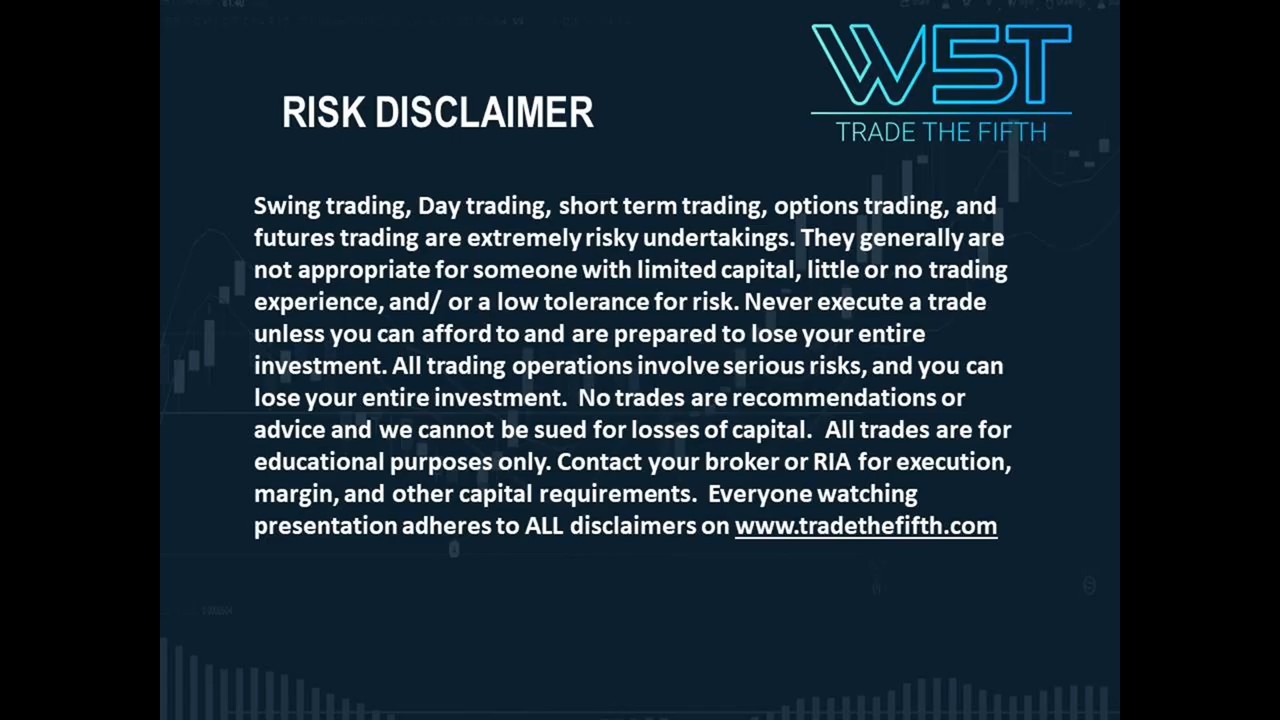 W5T
TRADE THE FIFTH
RISK DISCLAIMER
Swing trading, Day trading, short term trading, options trading, and
futures trading are extremely risky undertakings. They generally are
not appropriate for someone with limited capital, little or no trading
experience, and/ or a low tolerance for risk. Never execute a trade
unless you can afford to and are prepared to lose your entire
investment. All trading operations involve serious risks, and you can
lose your entire investment.  No trades are recommendations or
advice and we cannot be sued for losses of capital.  All trades are for
educational purposes only. Contact your broker or RIA for execution,
margin, and other capital requirements.  Everyone watching
presentation adheres to ALL disclaimers on www.tradethefifth.com